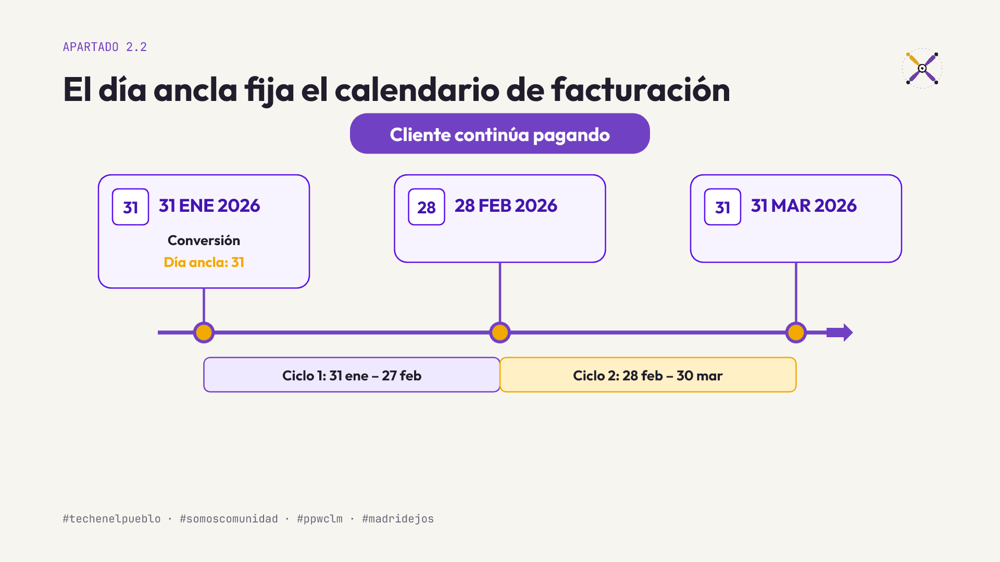 APARTADO 2.2
El día ancla fija el calendario de facturación
Cliente continúa pagando
31
31 ENE 2026
Conversión
Día ancla: 31
28
28 FEB 2026
31
31 MAR 2026
Ciclo 1: 31 ene – 27 feb
Ciclo 2: 28 feb – 30 mar
#techenelpueblo · #somoscomunidad · #ppwclm · #madridejos